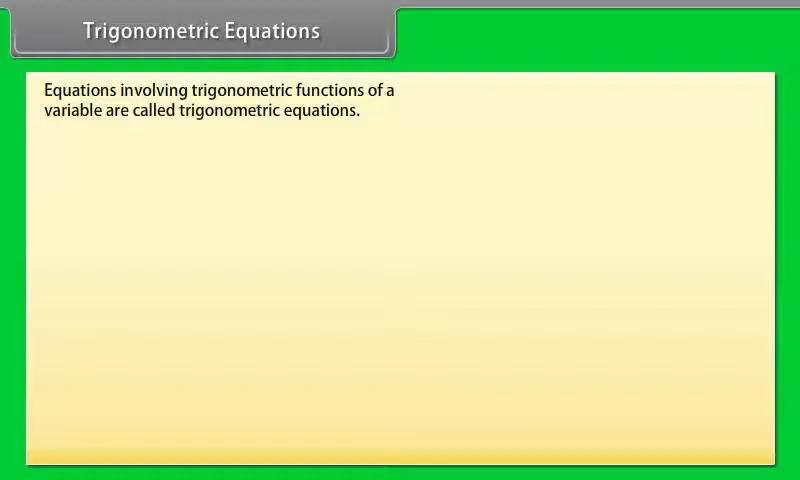 Trigonometric Equations
Equations involving trigonometric functions of a
variable are called trigonometric equations.